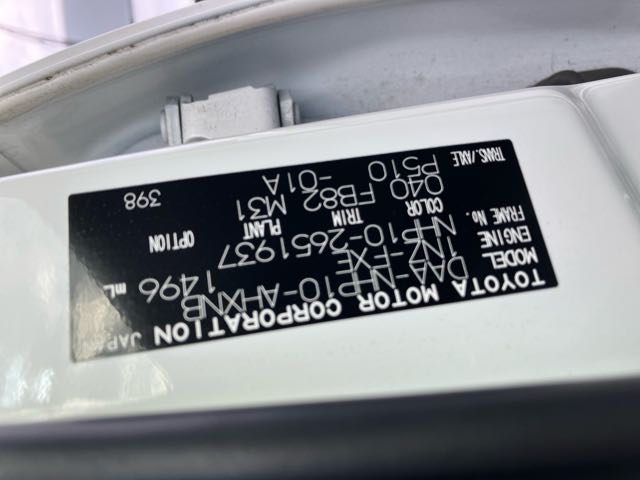 TOYOTA MOTOR CORPORATION JAPAN
MODEL DAA-NHP10-AHXNB
ENGINE 1NZ-FXE 1496 mL
FRAME No. NHP10-2651937
COLOR TRIM PLANT OPTION
040 FB82 M31
TRANS./AXLE P510 -01A 398